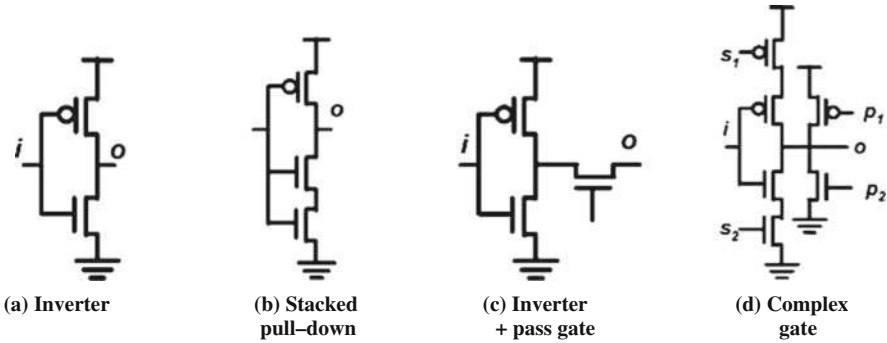 i
o
o
i
o
s1
i
s2
p1
o
p2
(a) Inverter
(b) Stacked
pull–down
(c) Inverter
+ pass gate
(d) Complex
gate